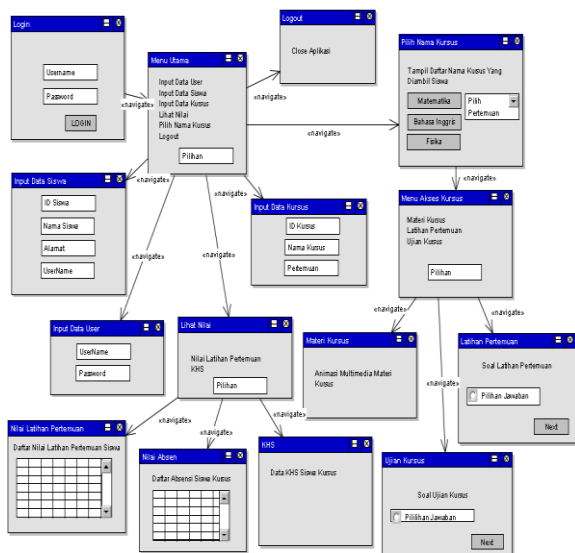 Login
Username
Password
LOGIN
«navigate»
Menu Utama
Input Data User
Input Data Siswa
Input Data Kursus
Lihat Nilai
Pilih Nama Kursus
Logout
Pilihan
«navigate»
Logout
Close Aplikasi
«navigate»
Pilih Nama Kursus
Tampil Daftar Nama Kursus Yang
Diambil Siswa
Matematika
Bahasa Inggris
Fisika
Pilih
Pertemuan
«navigate»
Input Data Siswa
ID Siswa
Nama Siswa
Alamat
UserName
«navigate»
«navigate»
«navigate»
«navigate»
Input Data Kursus
ID Kursus
Nama Kursus
Pertemuan
Menu Akses Kursus
Materi Kursus
Latihan Pertemuan
Ujian Kursus
Pilihan
«navigate»
«navigate»
«navigate»
Input Data User
UserName
Password
Lihat Nilai
Nilai Latihan Pertemuan
KHS
Pilihan
«navigate»
«navigate»
«navigate»
Materi Kursus
Animasi Multimedia Materi
Kursus
Latihan Pertemuan
Soal Latihan Pertemuan
Pilihan Jawaban
Next
Nilai Latihan Pertemuan
Daftar Nilai Latihan Pertemuan Siswa
Nilai Absen
Daftar Absensi Siswa Kursus
KHS
Data KHS Siswa Kursus
Ujian Kursus
Soal Ujian Kursus
Pililihan Jawaban
Next